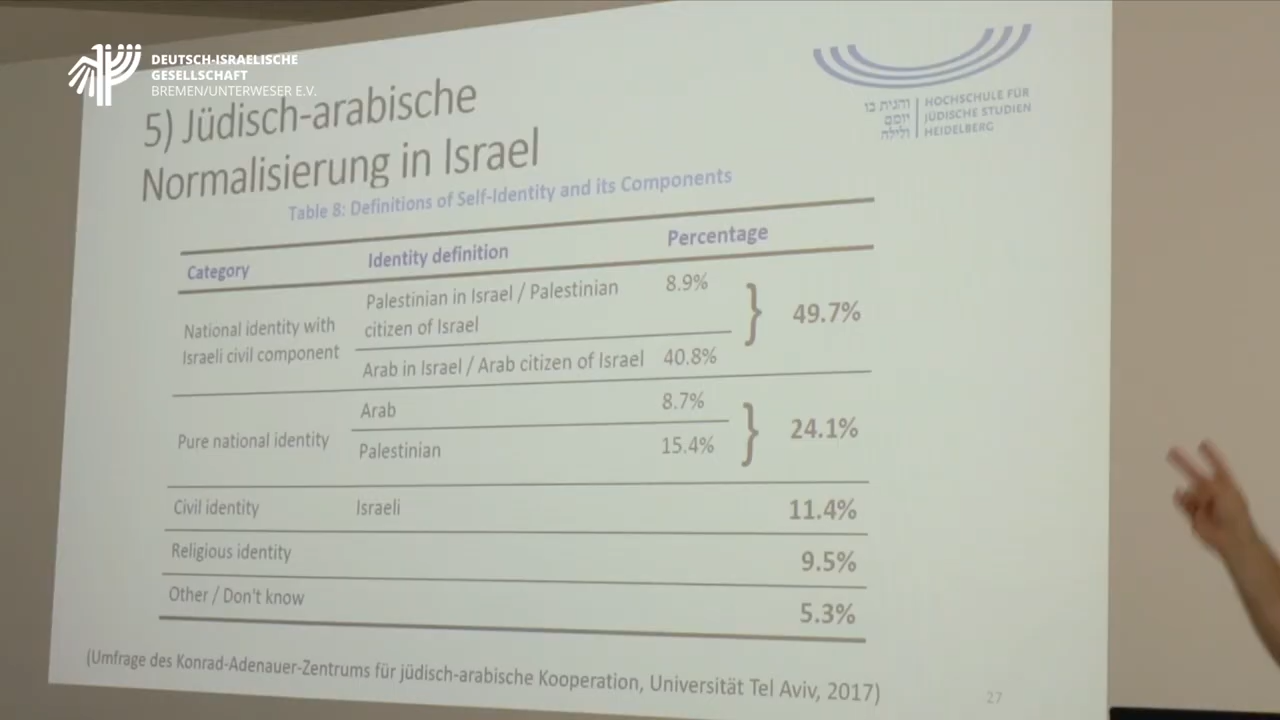 DEUTSCH-ISRAELISCHE
GESELLSCHAFT
BREMEN/UNTERWESER E.V.
והגית בו
יומם
ולילה
HOCHSCHULE FÜR
JÜDISCHE STUDIEN
HEIDELBERG
5) Jüdisch-arabische
Normalisierung in Israel
Table 8: Definitions of Self-Identity and its Components
Category Identity definition Percentage
National identity with
Israeli civil component
Palestinian in Israel / Palestinian
citizen of Israel
8.9%
Arab in Israel / Arab citizen of Israel 40.8%
} 49.7%
Pure national identity
Arab 8.7%
Palestinian 15.4%
} 24.1%
Civil identity Israeli 11.4%
Religious identity 9.5%
Other / Don't know 5.3%
(Umfrage des Konrad-Adenauer-Zentrums für jüdisch-arabische Kooperation, Universität Tel Aviv, 2017)
27